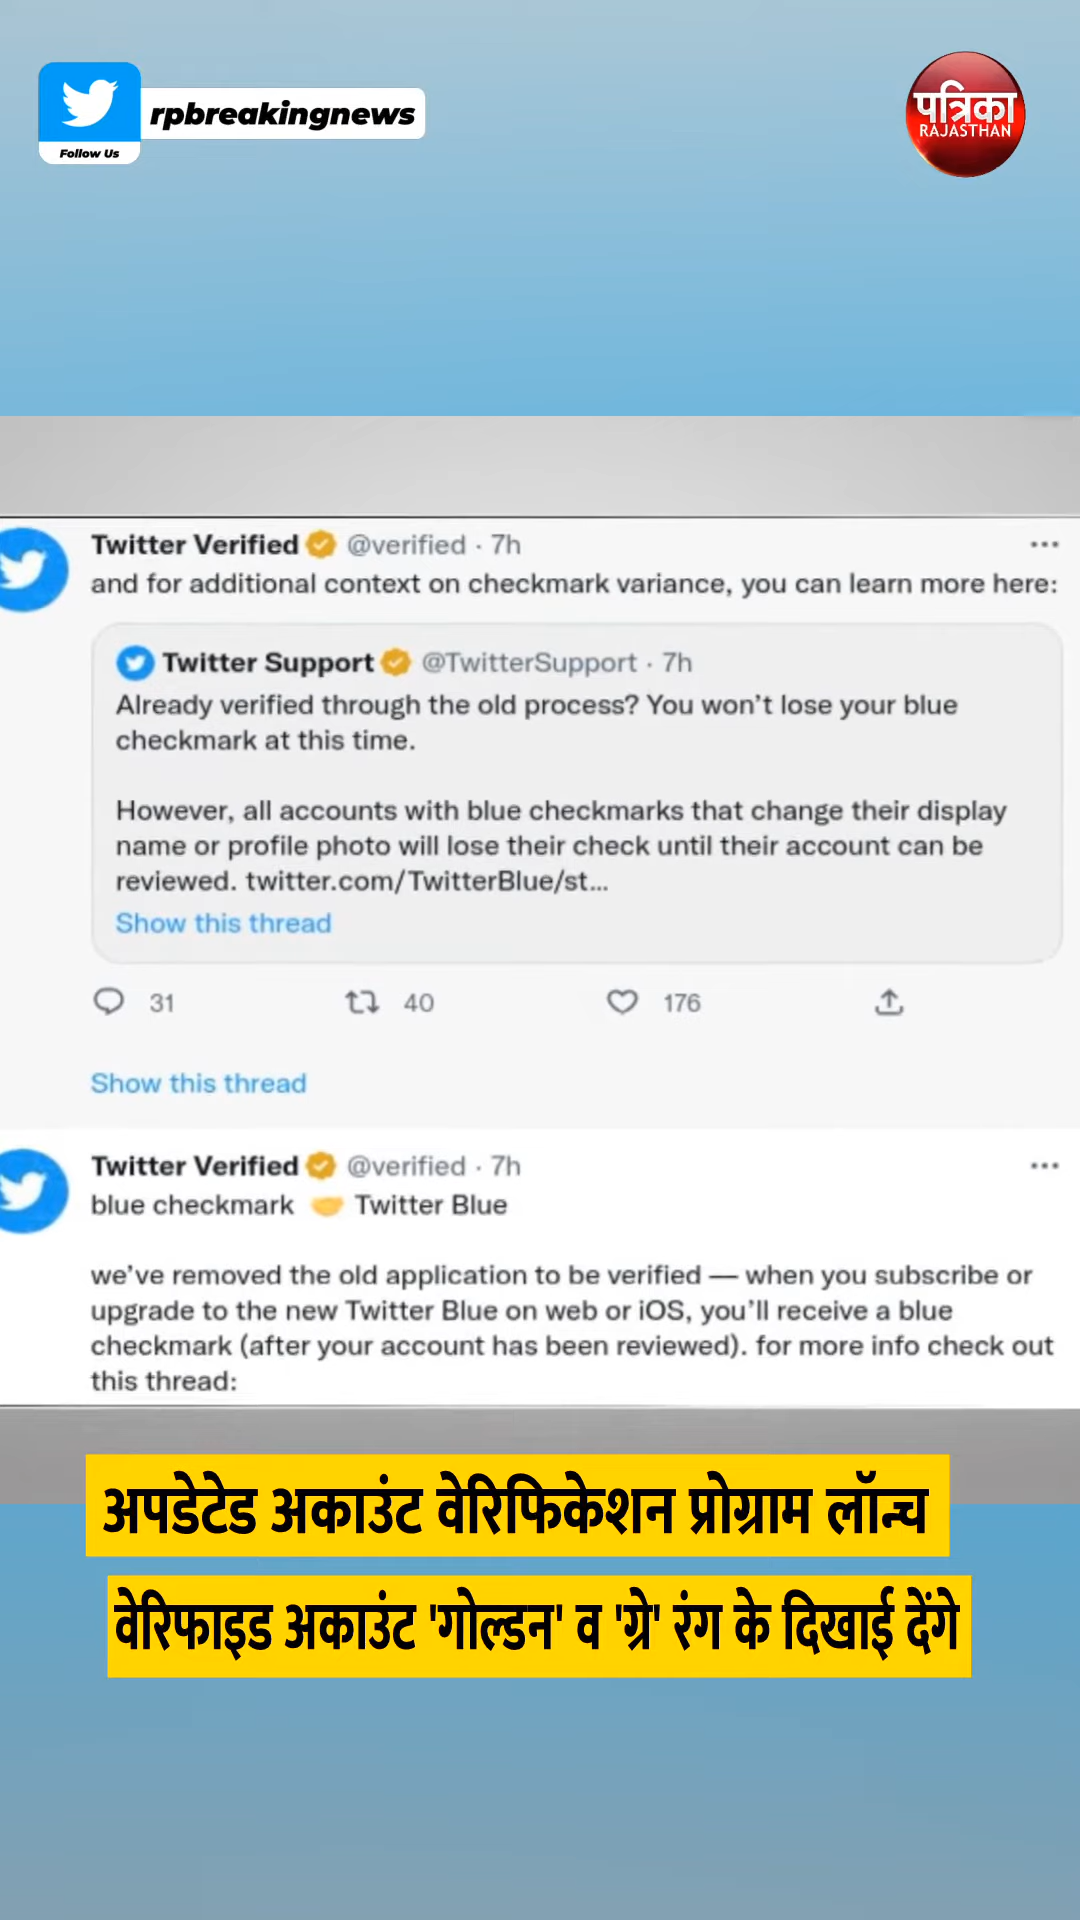 rpbreakingnews
Follow Us
पत्रिका
RAJASTHAN
Twitter Verified @verified · 7h
and for additional context on checkmark variance, you can learn more here:
Twitter Support @TwitterSupport · 7h
Already verified through the old process? You won’t lose your blue
checkmark at this time.
However, all accounts with blue checkmarks that change their display
name or profile photo will lose their check until their account can be
reviewed. twitter.com/TwitterBlue/st...
Show this thread
31 40 176
Show this thread
Twitter Verified @verified · 7h
blue checkmark 🤝 Twitter Blue
we’ve removed the old application to be verified — when you subscribe or
upgrade to the new Twitter Blue on web or iOS, you’ll receive a blue
checkmark (after your account has been reviewed). for more info check out
this thread:
अपडेटेड अकाउंट वेरिफिकेशन प्रोग्राम लॉन्च
वेरिफाइड अकाउंट 'गोल्डन' व 'ग्रे' रंग के दिखाई देंगे